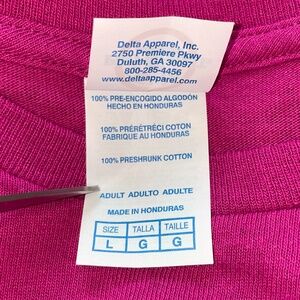 Delta Apparel, Inc.
2750 Premiere Pkwy
Duluth, GA 30097
800-285-4456
www.deltaapparel.com
100% PRE-ENCOGIDO ALGODÓN
HECHO EN HONDURAS
100% PRÉRÉTRÉCI COTON
FABRIQUE AU HONDURAS
100% PRESHRUNK COTTON
ADULT ADULTO ADULTE
MADE IN HONDURAS
SIZE TALLA TAILLE
L G G